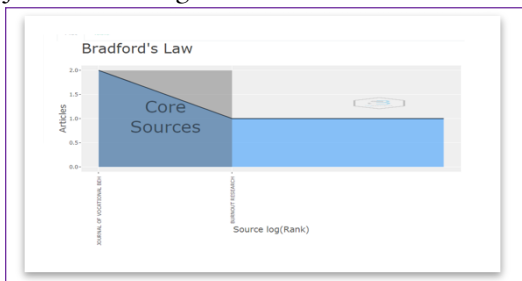 Bradford's Law
2.0-
1.5-
1.0-
0.5-
0.0-
Articles
Core
Sources
JOURNAL OF VOCATIONAL BEH -
BURNOUT RESEARCH -
Source log(Rank)